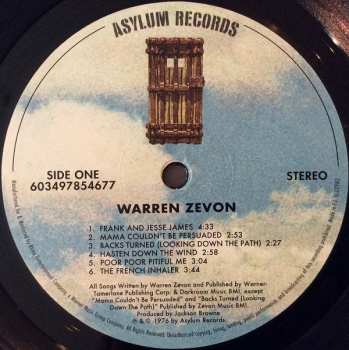 ASYLUM RECORDS
SIDE ONE
603497854677
STEREO
WARREN ZEVON
1. FRANK AND JESSE JAMES 4:33
2. MAMA COULDN'T BE PERSUADED 2:53
3. BACKS TURNED (LOOKING DOWN THE PATH) 2:27
4. HASTEN DOWN THE WIND 2:58
5. POOR POOR PITIFUL ME 3:04
6. THE FRENCH INHALER 3:44
All Songs Written by Warren Zevon and Published by Warner-
Tamerlane Publishing Corp. & Darkroom Music BMI, except
"Mama Couldn't Be Persuaded" and "Backs Turned (Looking
Down The Path)" Published by Zevon Music BMI.
Produced by Jackson Browne
℗ © 1976 by Asylum Records.